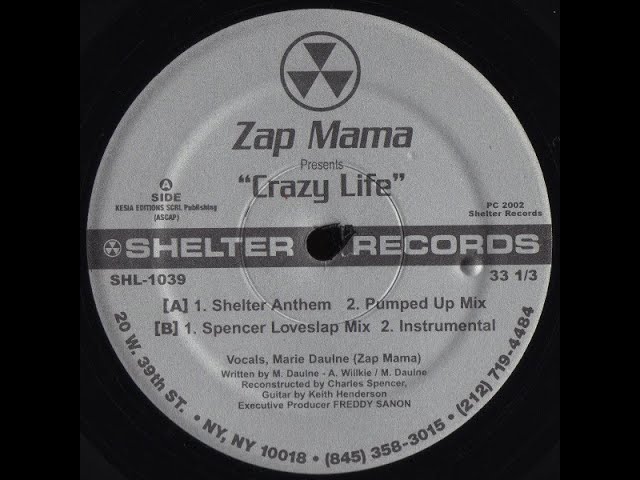 Zap Mama
Presents
"Crazy Life"
A
SIDE
KESIA EDITIONS SCRL Publishing
(ASCAP)
PC 2002
Shelter Records
SHELTER RECORDS
SHL-1039
33 1/3
[A] 1. Shelter Anthem 2. Pumped Up Mix
[B] 1. Spencer Loveslap Mix 2. Instrumental
Vocals, Marie Daulne (Zap Mama)
Written by M. Daulne - A. Willkie / M. Daulne
Reconstructed by Charles Spencer,
Guitar by Keith Henderson
Executive Producer FREDDY SANON
20 W. 39th ST. • NY, NY 10018 • (845) 358-3015 • (212) 719-4484